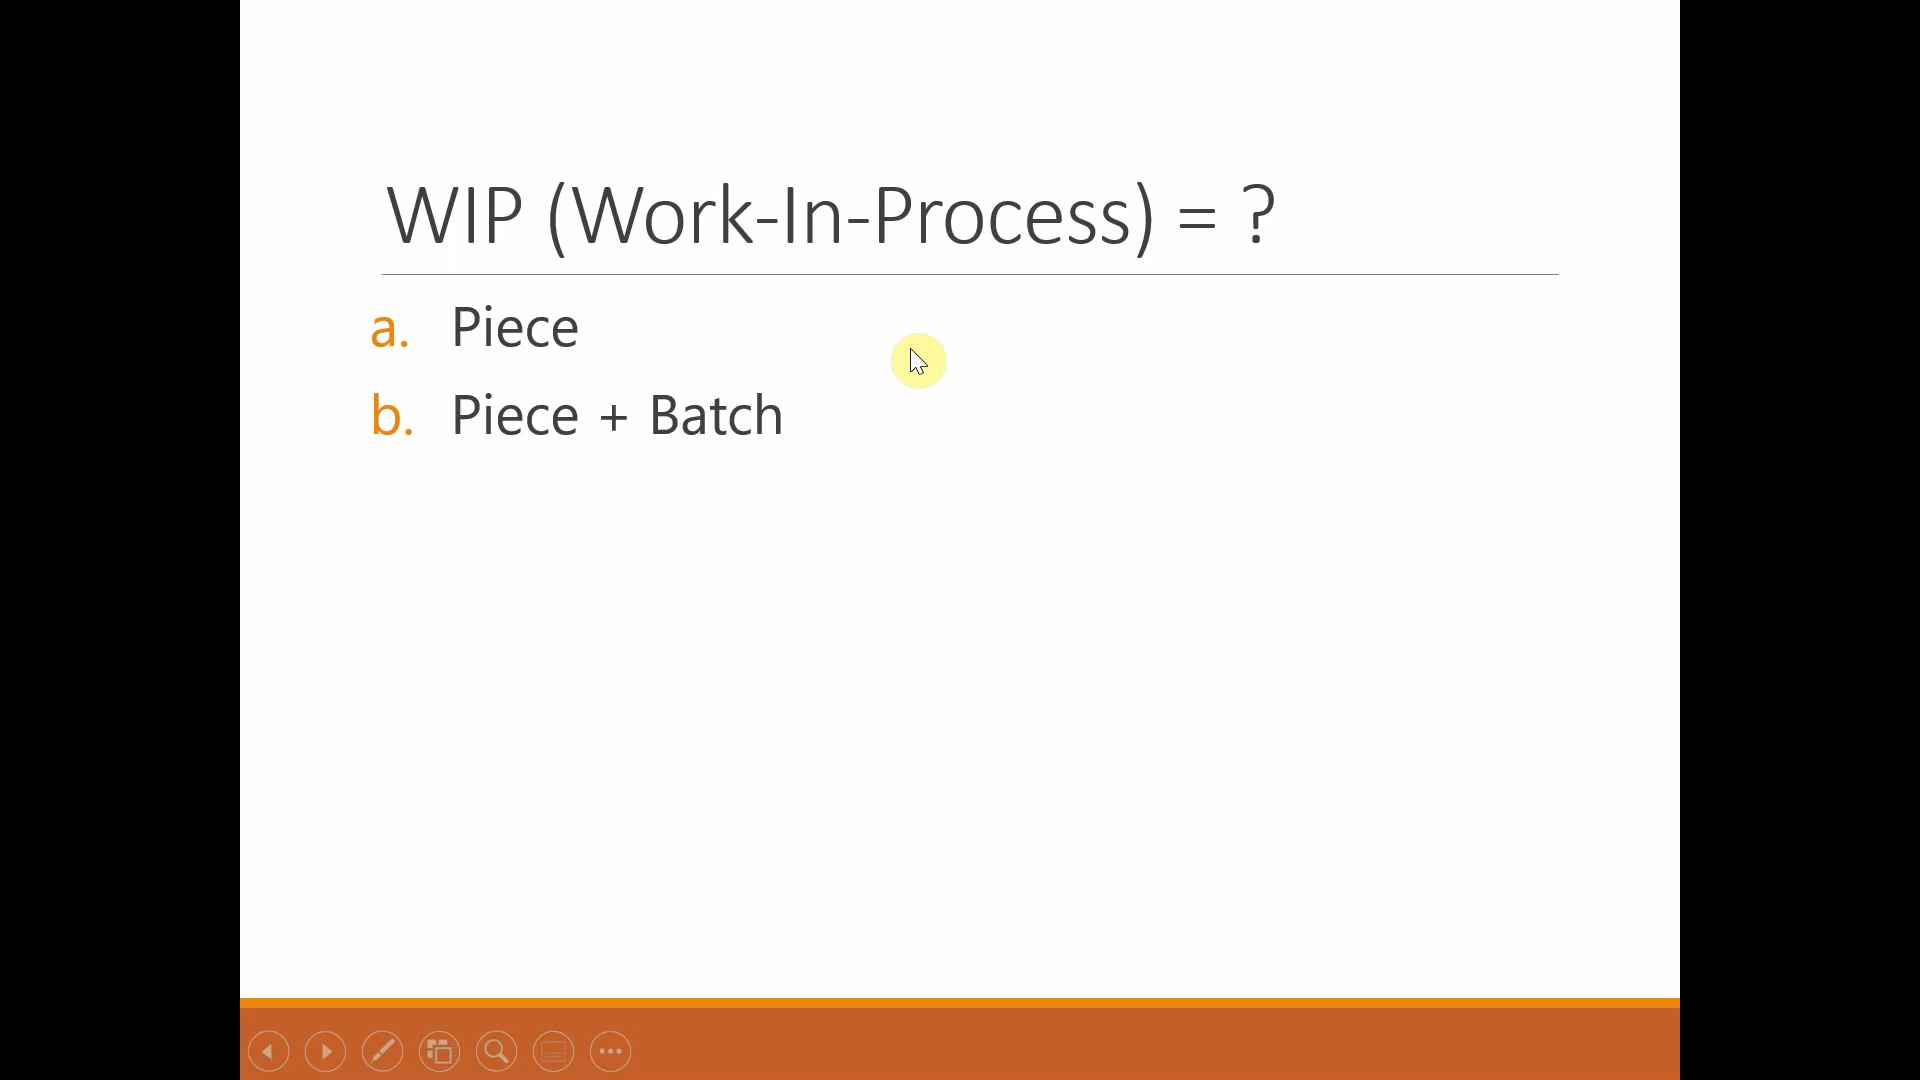 WIP (Work-In-Process) = ?
a. Piece
b. Piece + Batch